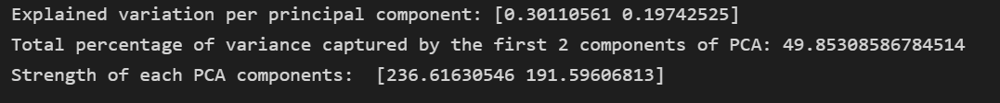 Explained variation per principal component: [0.30110561 0.19742525]
Total percentage of variance captured by the first 2 components of PCA: 49.85308586784514
Strength of each PCA components:  [236.61630546 191.59606813]